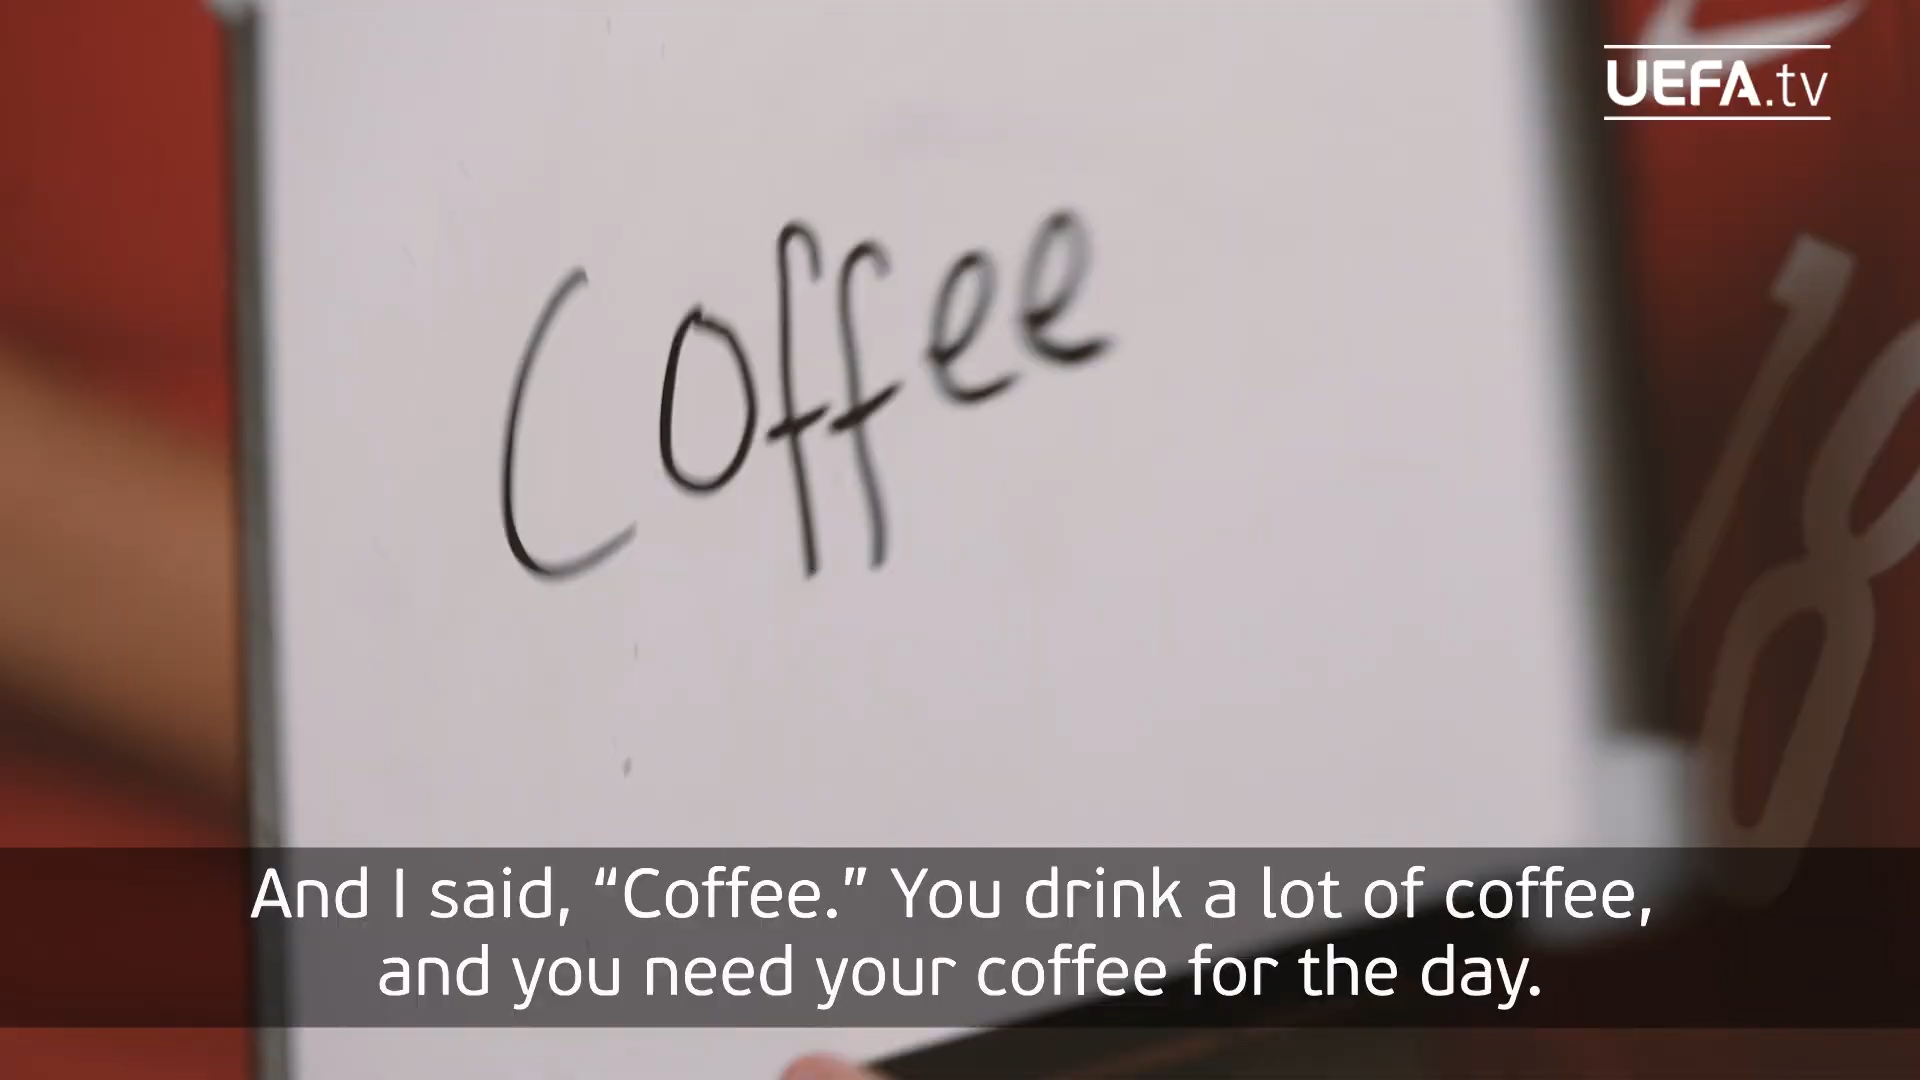 UEFA.tv
Coffee
18
And I said, “Coffee.” You drink a lot of coffee,
and you need your coffee for the day.